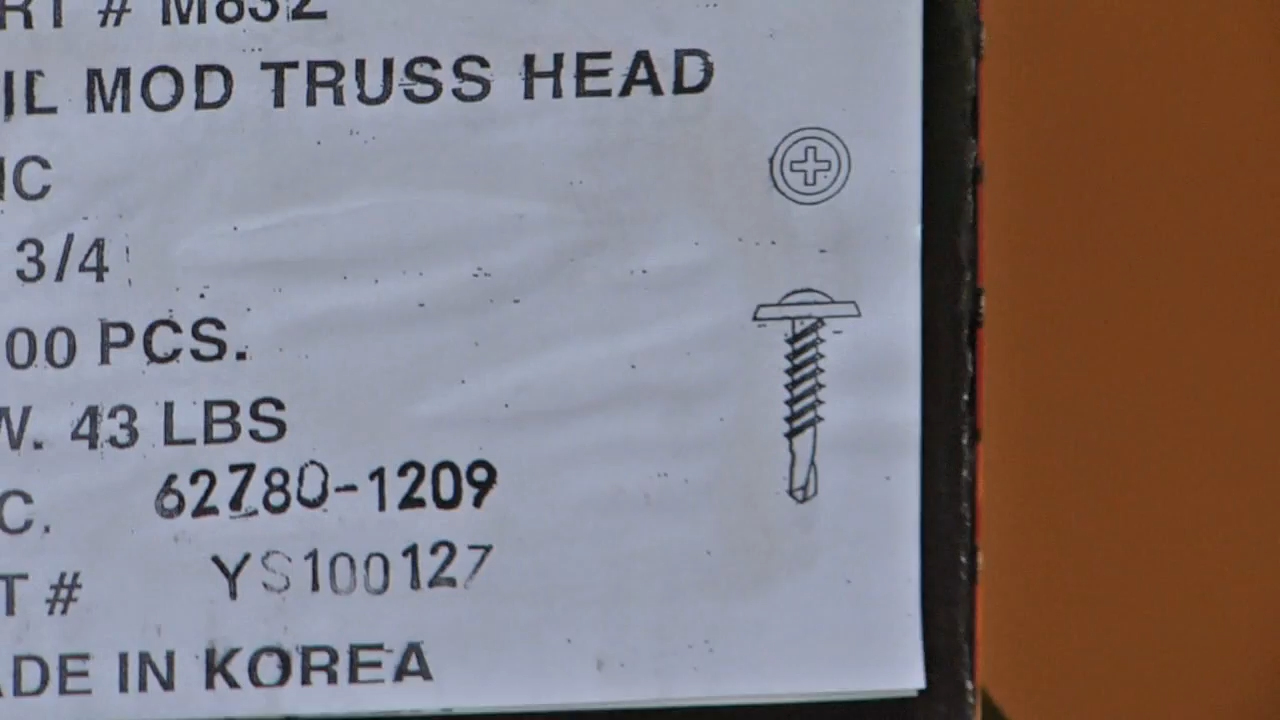 RT # M832
IL MOD TRUSS HEAD
IC
3/4
00 PCS.
W. 43 LBS
C. 62780-1209
T # YS100127
ADE IN KOREA